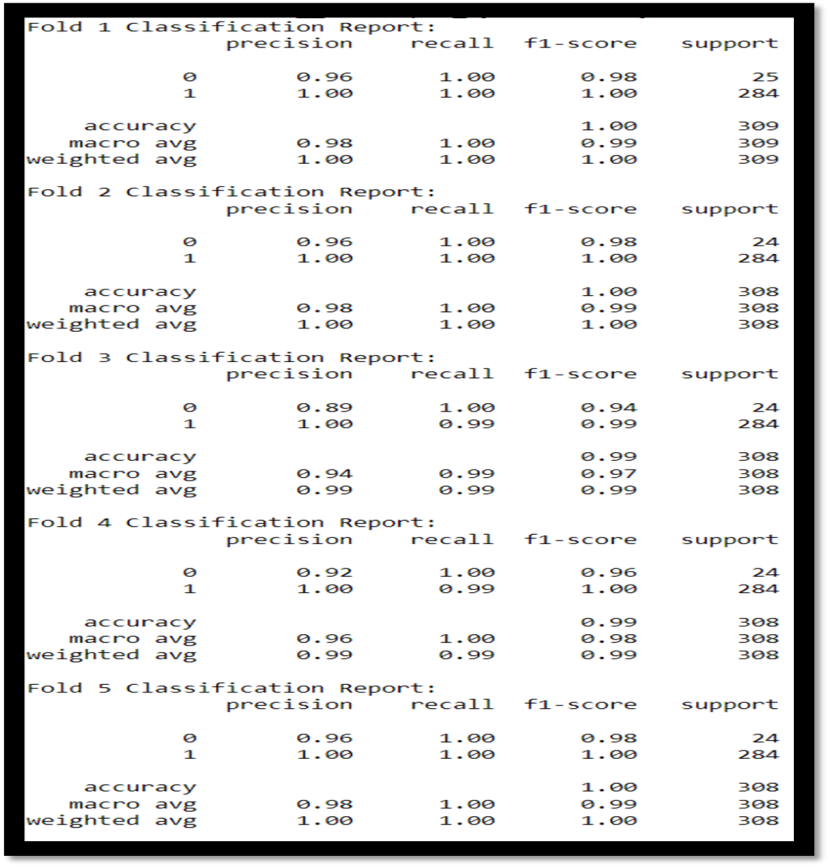 Fold 1 Classification Report:
precision recall f1-score support
0 0.96 1.00 0.98 25
1 1.00 1.00 1.00 284
accuracy 1.00 309
macro avg 0.98 1.00 0.99 309
weighted avg 1.00 1.00 1.00 309
Fold 2 Classification Report:
precision recall f1-score support
0 0.96 1.00 0.98 24
1 1.00 1.00 1.00 284
accuracy 1.00 308
macro avg 0.98 1.00 0.99 308
weighted avg 1.00 1.00 1.00 308
Fold 3 Classification Report:
precision recall f1-score support
0 0.89 1.00 0.94 24
1 1.00 0.99 0.99 284
accuracy 0.99 308
macro avg 0.94 0.99 0.97 308
weighted avg 0.99 0.99 0.99 308
Fold 4 Classification Report:
precision recall f1-score support
0 0.92 1.00 0.96 24
1 1.00 0.99 1.00 284
accuracy 0.99 308
macro avg 0.96 1.00 0.98 308
weighted avg 0.99 0.99 0.99 308
Fold 5 Classification Report:
precision recall f1-score support
0 0.96 1.00 0.98 24
1 1.00 1.00 1.00 284
accuracy 1.00 308
macro avg 0.98 1.00 0.99 308
weighted avg 1.00 1.00 1.00 308